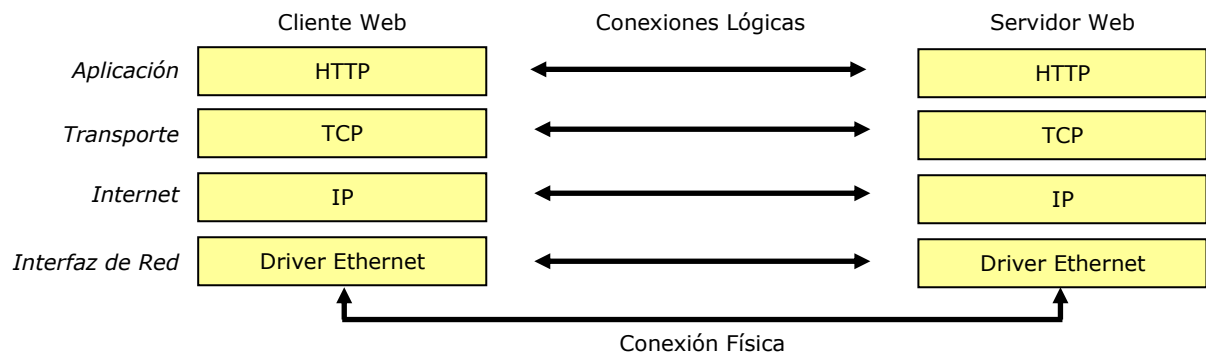 Cliente Web Conexiones Lógicas Servidor Web
Aplicación HTTP HTTP
Transporte TCP TCP
Internet IP IP
Interfaz de Red Driver Ethernet Driver Ethernet
Conexión Física